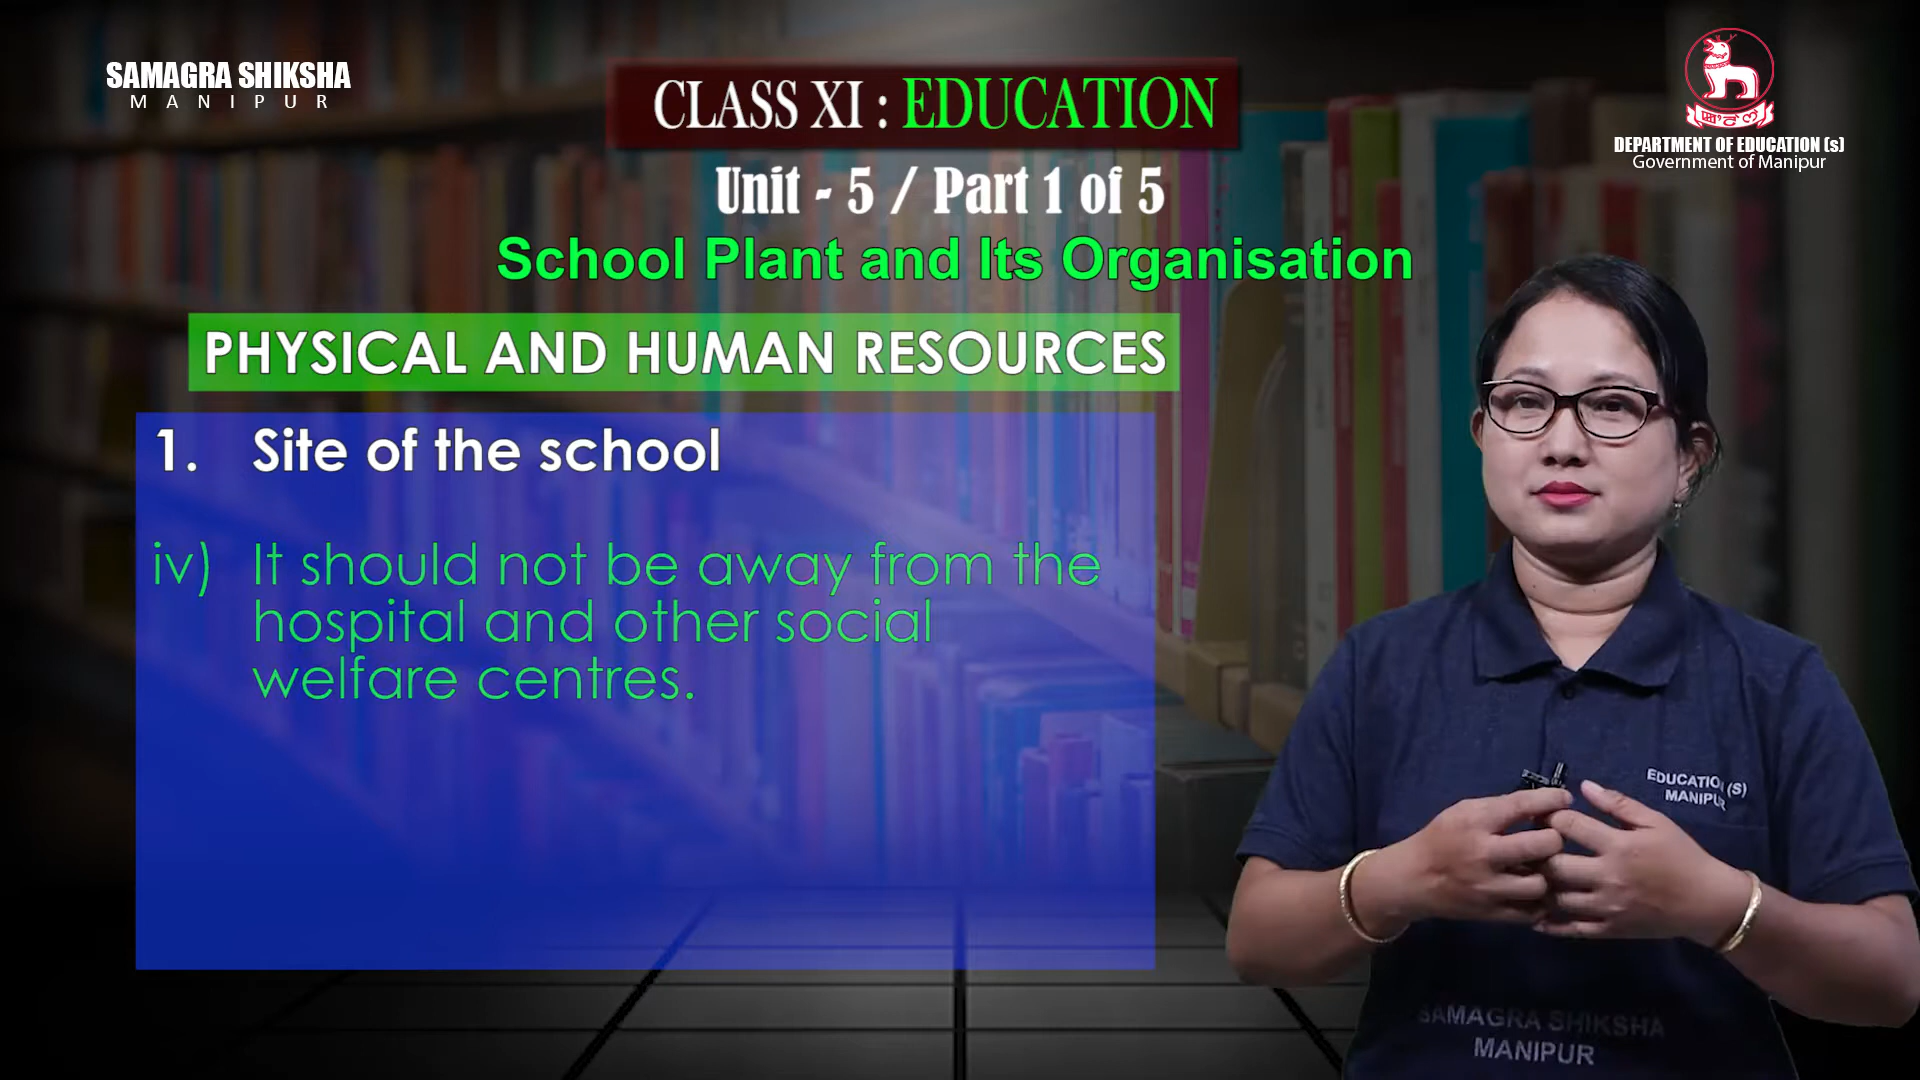 SAMAGRA SHIKSHA
MANIPUR
CLASS XI : EDUCATION
Unit - 5 / Part 1 of 5
School Plant and Its Organisation
DEPARTMENT OF EDUCATION (s)
Government of Manipur
PHYSICAL AND HUMAN RESOURCES
1. Site of the school
iv) It should not be away from the
hospital and other social
welfare centres.
EDUCATION (S)
MANIPUR
SAMAGRA SHIKSHA
MANIPUR